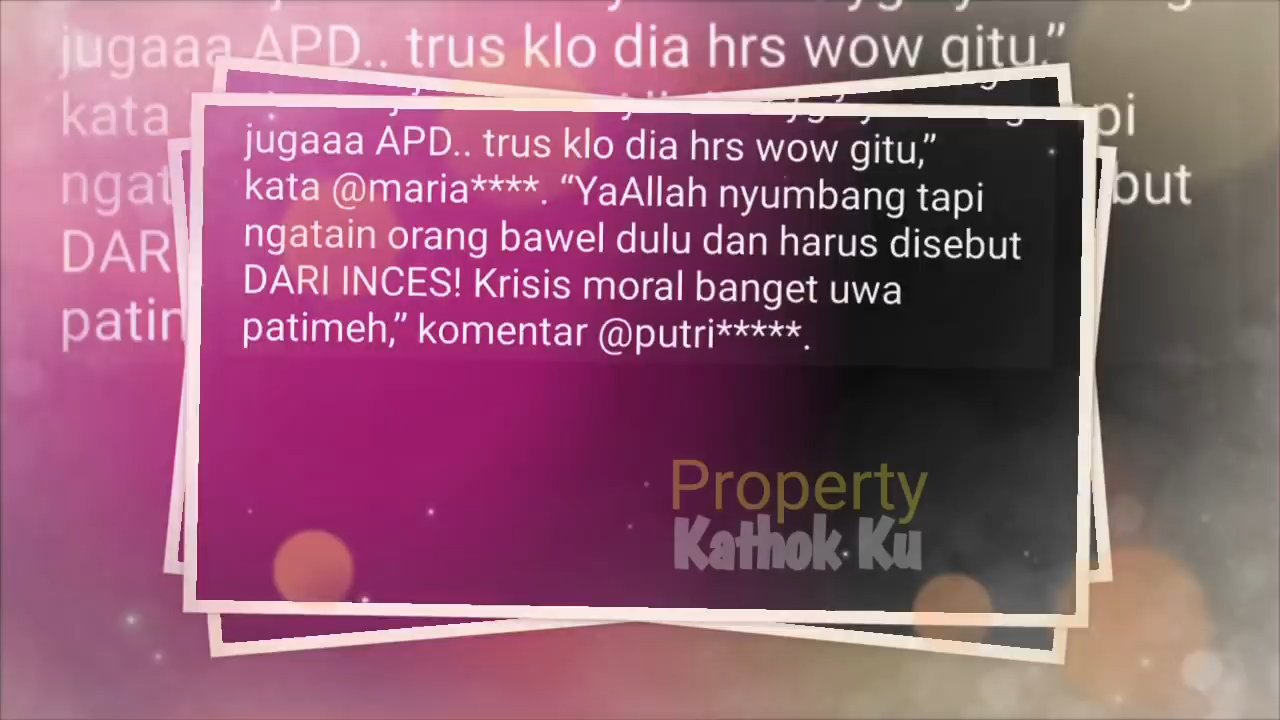 jugaaa APD.. trus klo dia hrs wow gitu,”
kata @maria****. “YaAllah nyumbang tapi
ngatain orang bawel dulu dan harus disebut
DARI INCES! Krisis moral banget uwa
patimeh,” komentar @putri*****.
Property
Kathok Ku